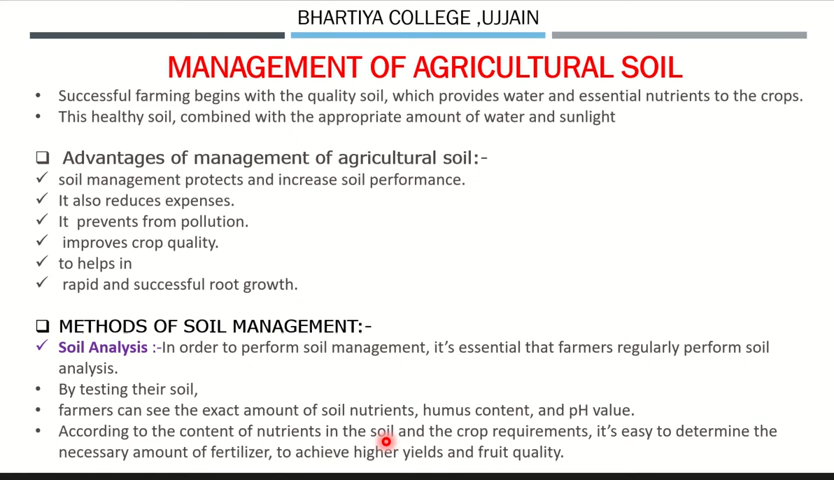 BHARTIYA COLLEGE ,UJJAIN
MANAGEMENT OF AGRICULTURAL SOIL
• Successful farming begins with the quality soil, which provides water and essential nutrients to the crops.
• This healthy soil, combined with the appropriate amount of water and sunlight
❑ Advantages of management of agricultural soil:-
✓ soil management protects and increase soil performance.
✓ It also reduces expenses.
✓ It prevents from pollution.
✓ improves crop quality.
✓ to helps in
✓ rapid and successful root growth.
❑ METHODS OF SOIL MANAGEMENT:-
✓ Soil Analysis :-In order to perform soil management, it’s essential that farmers regularly perform soil
analysis.
• By testing their soil,
• farmers can see the exact amount of soil nutrients, humus content, and pH value.
• According to the content of nutrients in the soil and the crop requirements, it’s easy to determine the
necessary amount of fertilizer, to achieve higher yields and fruit quality.